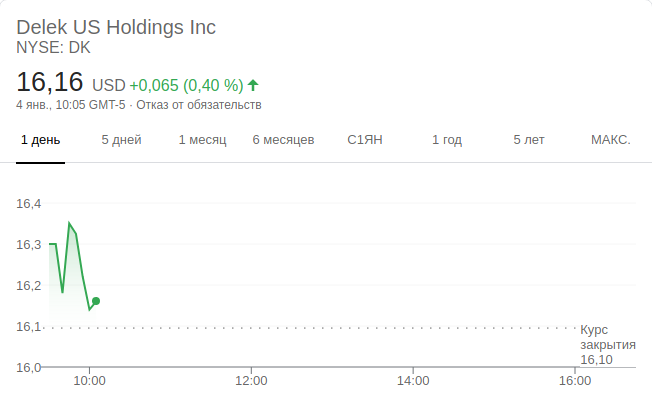 Delek US Holdings Inc
NYSE: DK
16,16 USD +0,065 (0,40 %)
4 янв., 10:05 GMT-5 · Отказ от обязательств
1 день 5 дней 1 месяц 6 месяцев С1ЯН 1 год 5 лет МАКС.
16,4
16,3
16,2
16,1
Курс
закрытия
16,10
16,0
10:00 12:00 14:00 16:00